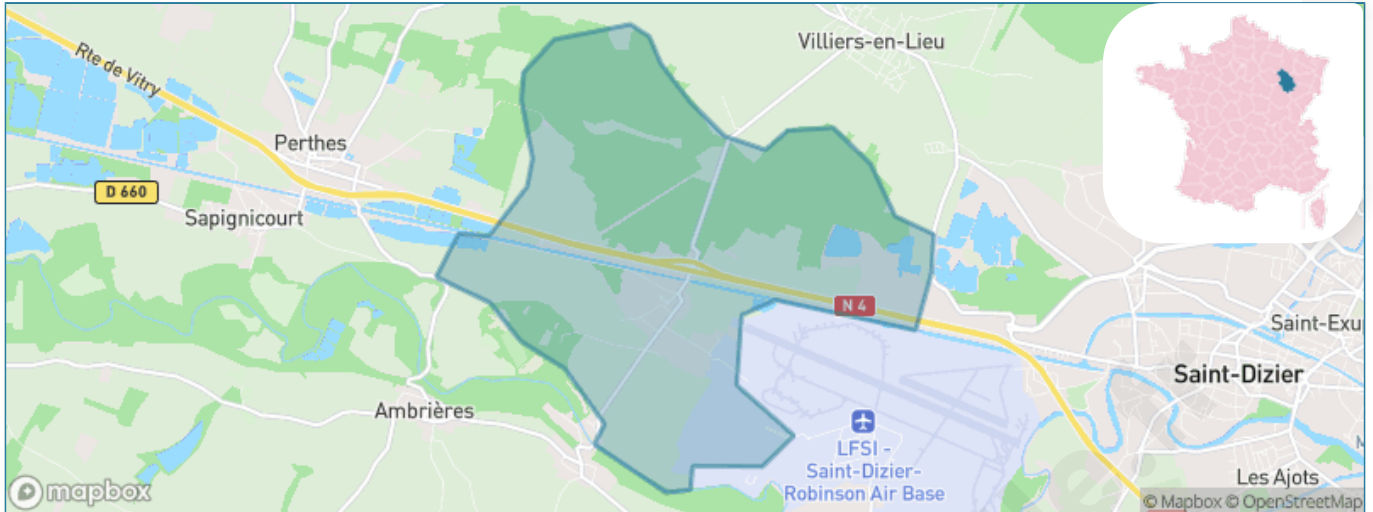 Villiers-en-Lieu
Rte de Vitry
Perthes
D 660
Sapignicourt
N 4
Saint-Exu
Saint-Dizier
Ambrières
LFSI -
Saint-Dizier-
Robinson Air Base
Les Ajots
mapbox
© Mapbox © OpenStreetMap